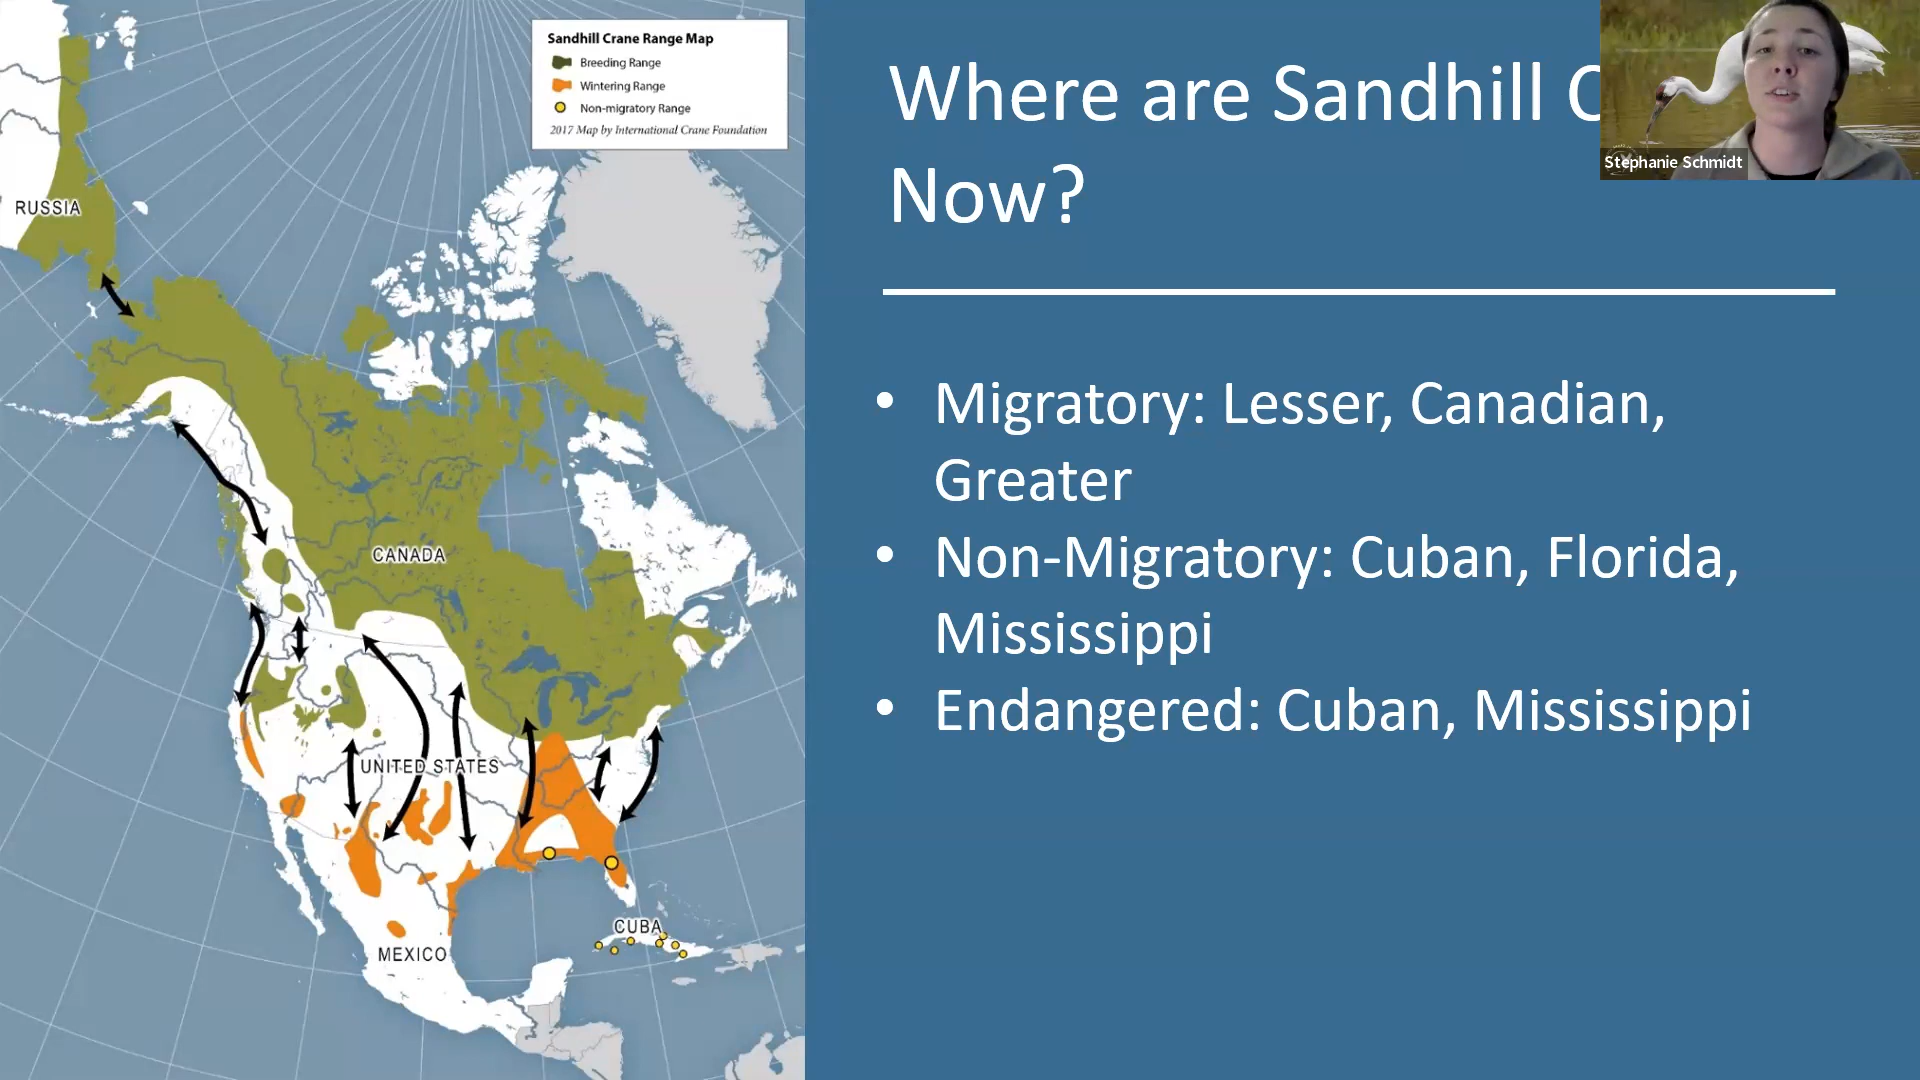 Sandhill Crane Range Map
Breeding Range
Wintering Range
Non-migratory Range
2017 Map by International Crane Foundation
RUSSIA
CANADA
UNITED STATES
MEXICO
CUBA
Where are Sandhill
Now?
• Migratory: Lesser, Canadian,
Greater
• Non-Migratory: Cuban, Florida,
Mississippi
• Endangered: Cuban, Mississippi
Stephanie Schmidt